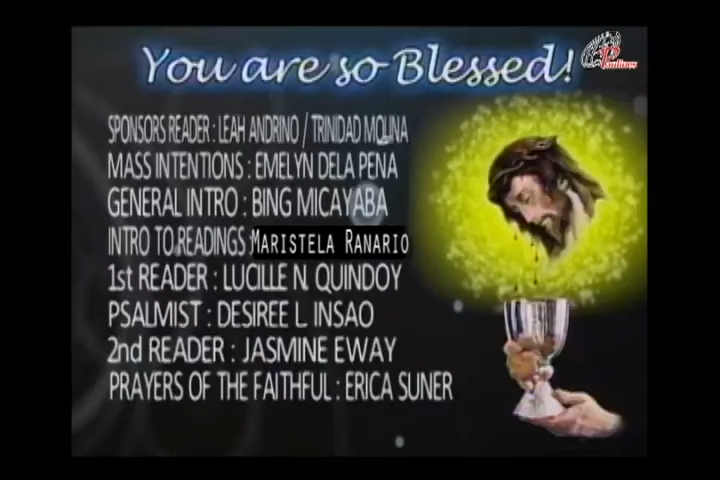 You are so Blessed!
Paulines
SPONSORS READER : LEAH ANDRINO / TRINIDAD MOLINA
MASS INTENTIONS : EMELYN DELA PENA
GENERAL INTRO : BING MICAYABA
INTRO TO READINGS : MARISTELA RANARIO
1st READER : LUCILLE N. QUINDOY
PSALMIST : DESIREE L. INSAO
2nd READER : JASMINE EWAY
PRAYERS OF THE FAITHFUL : ERICA SUNER